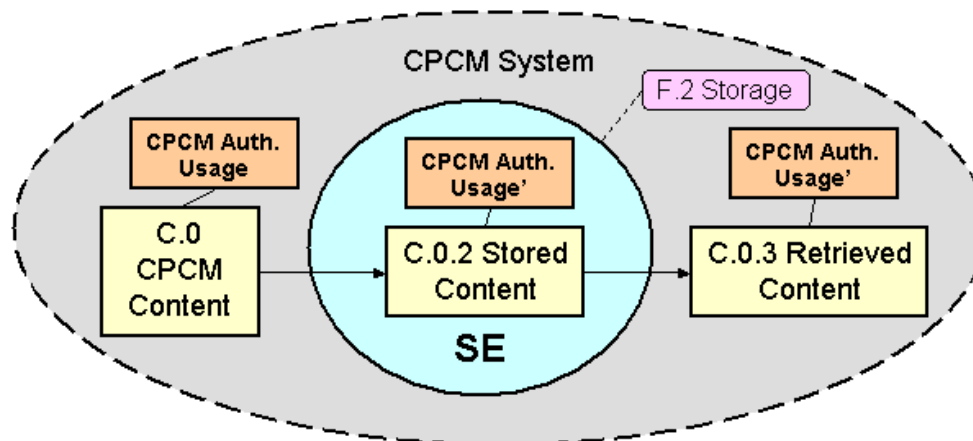 CPCM System
F.2 Storage
CPCM Auth.
Usage
CPCM Auth.
Usage’
CPCM Auth.
Usage’
C.0
CPCM
Content
C.0.2 Stored
Content
C.0.3 Retrieved
Content
SE